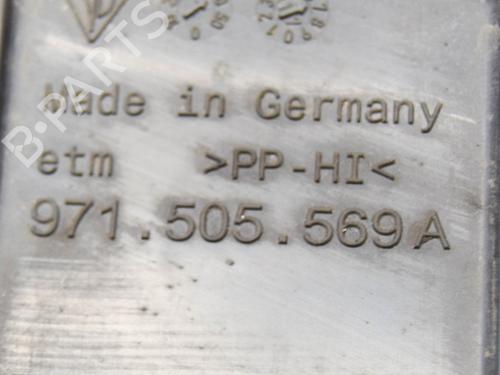 Made in Germany
etm >PP-HI<
971.505.569A
B-PARTS